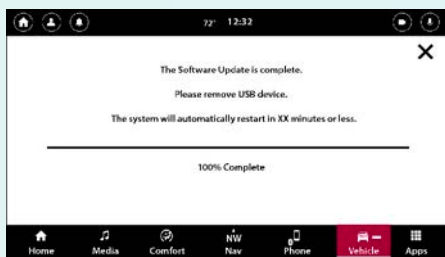 72° 12:32
The Software Update is complete.
Please remove USB device.
The system will automatically restart in XX minutes or less.
100% Complete
NW
0
Home Media Comfort Nav Phone Vehicle Apps